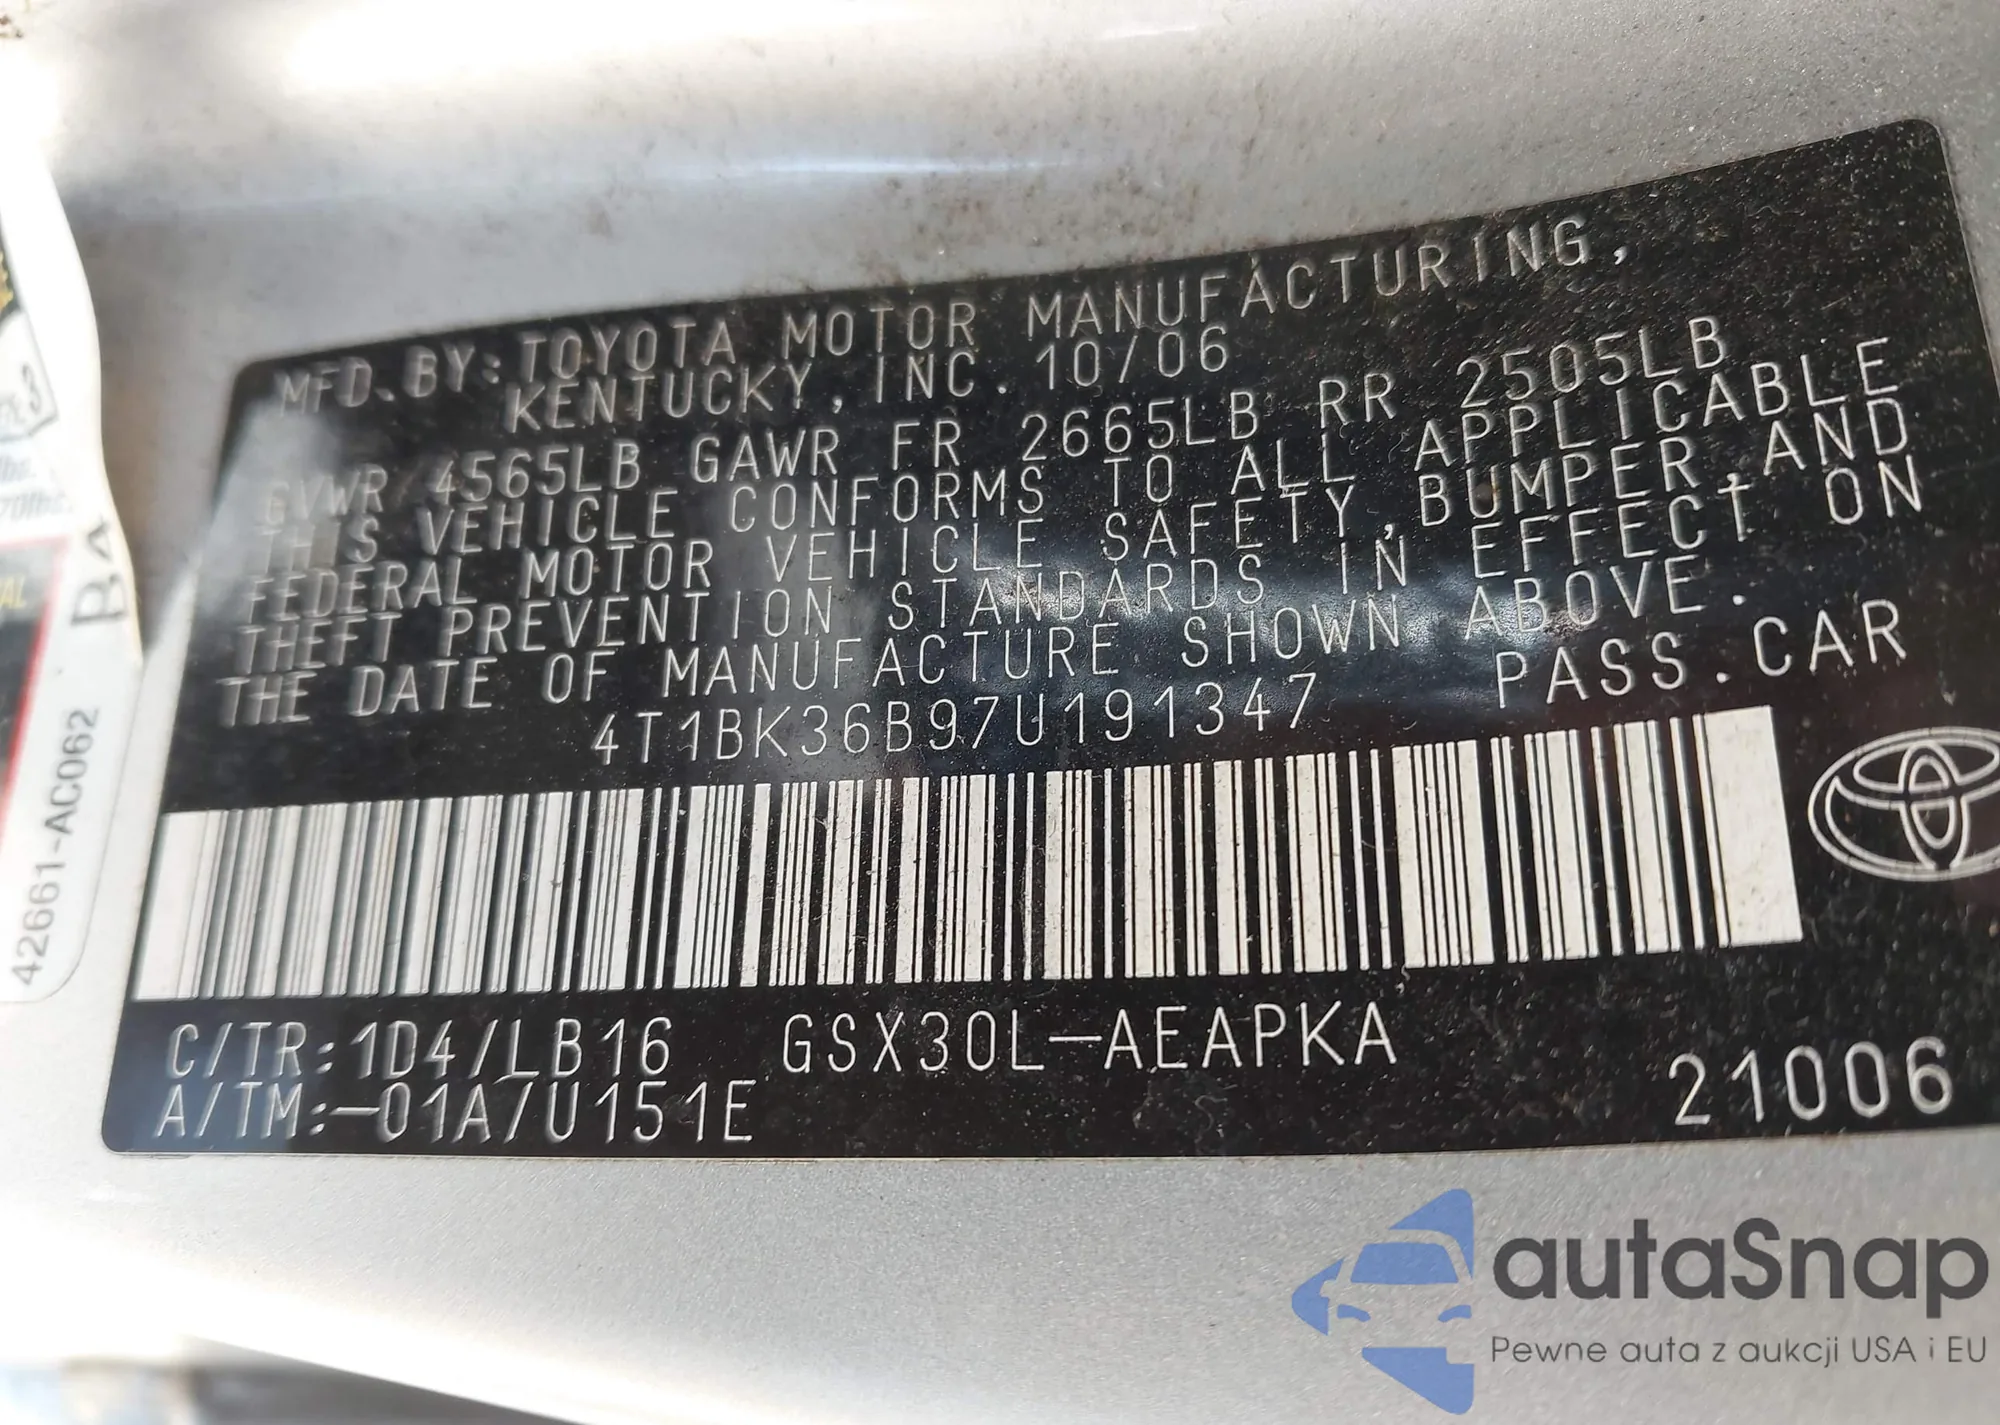 MFD.BY:TOYOTA MOTOR MANUFACTURING,
KENTUCKY,INC. 10/06
GVWR 4565LB GAWR FR 2665LB RR 2505LB
THIS VEHICLE CONFORMS TO ALL APPLICABLE
FEDERAL MOTOR VEHICLE SAFETY,BUMPER,AND
THEFT PREVENTION STANDARDS IN EFFECT ON
THE DATE OF MANUFACTURE SHOWN ABOVE.
4T1BK36B97U191347 PASS.CAR
C/TR:1D4/LB16 GSX30L-AEAPKA
A/TM:-01A/U151E
21006
42661-AC062
autaSnap
Pewne auta z aukcji USA i EU